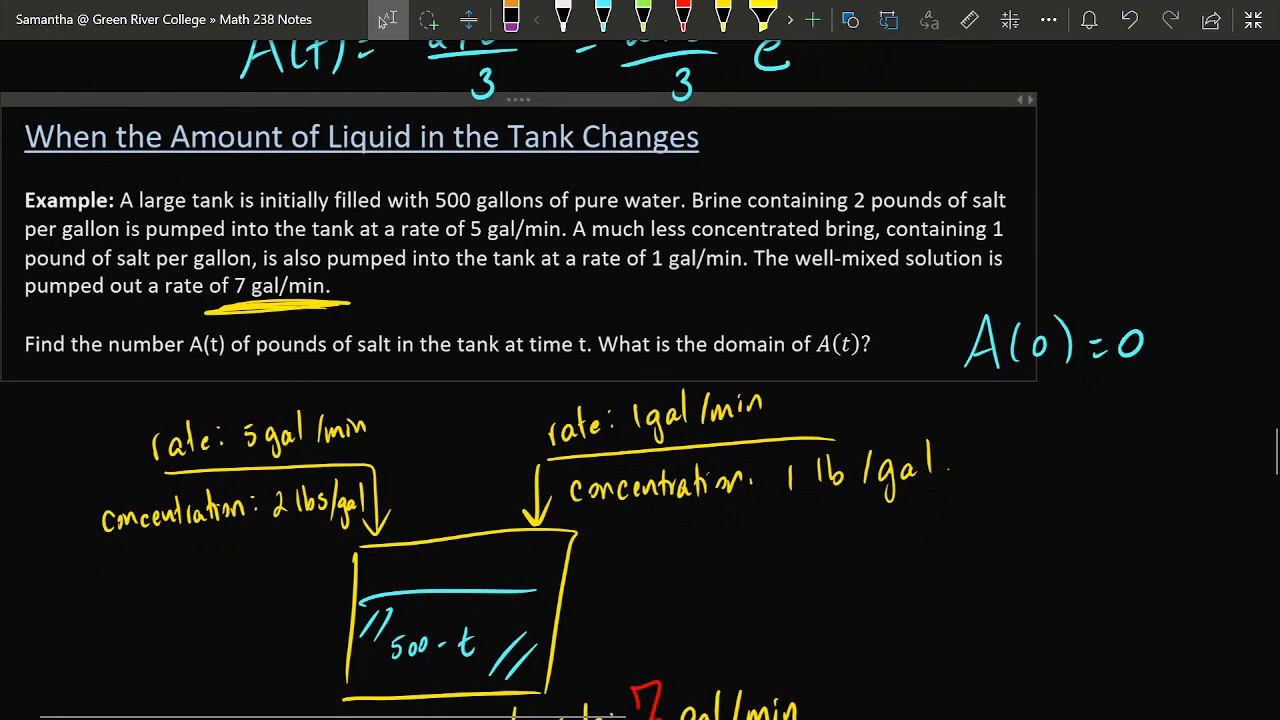 Samantha @ Green River College » Math 238 Notes
A(t) =
3
3
e
When the Amount of Liquid in the Tank Changes
Example: A large tank is initially filled with 500 gallons of pure water. Brine containing 2 pounds of salt
per gallon is pumped into the tank at a rate of 5 gal/min. A much less concentrated bring, containing 1
pound of salt per gallon, is also pumped into the tank at a rate of 1 gal/min. The well-mixed solution is
pumped out a rate of 7 gal/min.
Find the number A(t) of pounds of salt in the tank at time t. What is the domain of A(t)?
A(0) = 0
rate: 5 gal/min
concentration: 2 lbs/gal
rate: 1 gal/min
concentration. 1 lb/gal.
500 - t
7 gal/min